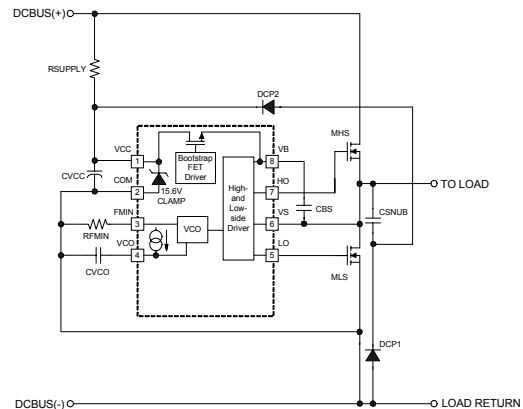 DCBUS(+)
RSUPPLY
DCP2
MHS
VCC
1
Bootstrap
FET
Driver
8
VB
CVCC
COM
2
15.6V
CLAMP
High-
and
Low-
side
Driver
7
HO
TO LOAD
FMIN
3
VCO
6
VS
CBS
CSNUB
RFMIN
VCO
4
5
LO
CVCO
MLS
DCP1
DCBUS(-)
LOAD RETURN